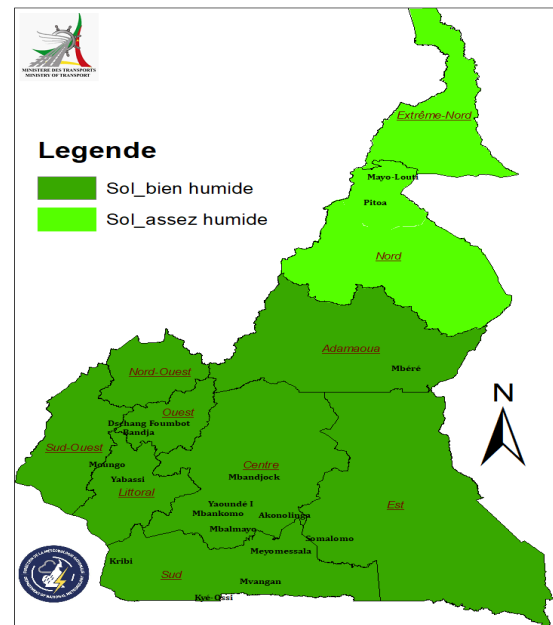 MINISTERE DES TRANSPORTS
MINISTRY OF TRANSPORT
Extrême-Nord
Legende
Mayo-Louti
Sol_bien humide
Pitoa
Sol_assez humide
Nord
Adamaoua
Mbéré
Nord-Ouest
N
Ouest
Dschang Foumbot
Bandja
Sud-Ouest
Moungo
Centre
Yabassi
Mbandjock
Littoral
Yaoundé I
Est
Mbankomo
Akonolinga
Mbalmayo
Somalomo
Meyomessala
Kribi
Sud
Mvangan
Kyé-Ossi